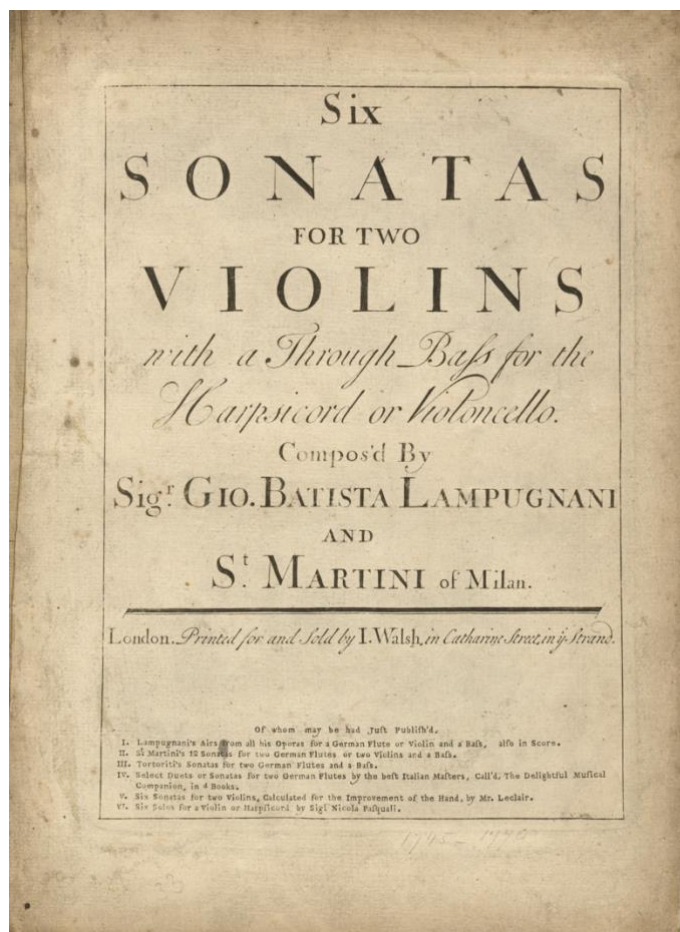 Six
SONATAS
FOR TWO
VIOLINS
with a Through Baſs for the
Harpsicord or Violoncello.
Compos'd By
Sigr. GIO. BATISTA LAMPUGNANI
AND
St. MARTINI of Milan.
London. Printed for and Sold by I. Walsh, in Catharine Street, in ye Strand.
Of whom may be had Juſt Publiſh'd.
I. Lampugnani's Airs from all his Operas for a German Flute or Violin and a Baſs, alſo in Score.
II. St Martini's 12 Sonatas for two German Flutes or two Violins and a Baſs.
III. Tortoriti's Sonatas for two German Flutes and a Baſs.
IV. Select Duets or Sonatas for two German Flutes by the beſt Italian Maſters, Call'd, The Delightful Musical
Companion, in 4 Books.
V. Six Sonatas for two Violins, Calculated for the Improvement of the Hand, by Mr. Leclair.
VI. Six Solos for a Violin or Harpſicord by Sigr Nicola Paſquali.
1745 - 1770